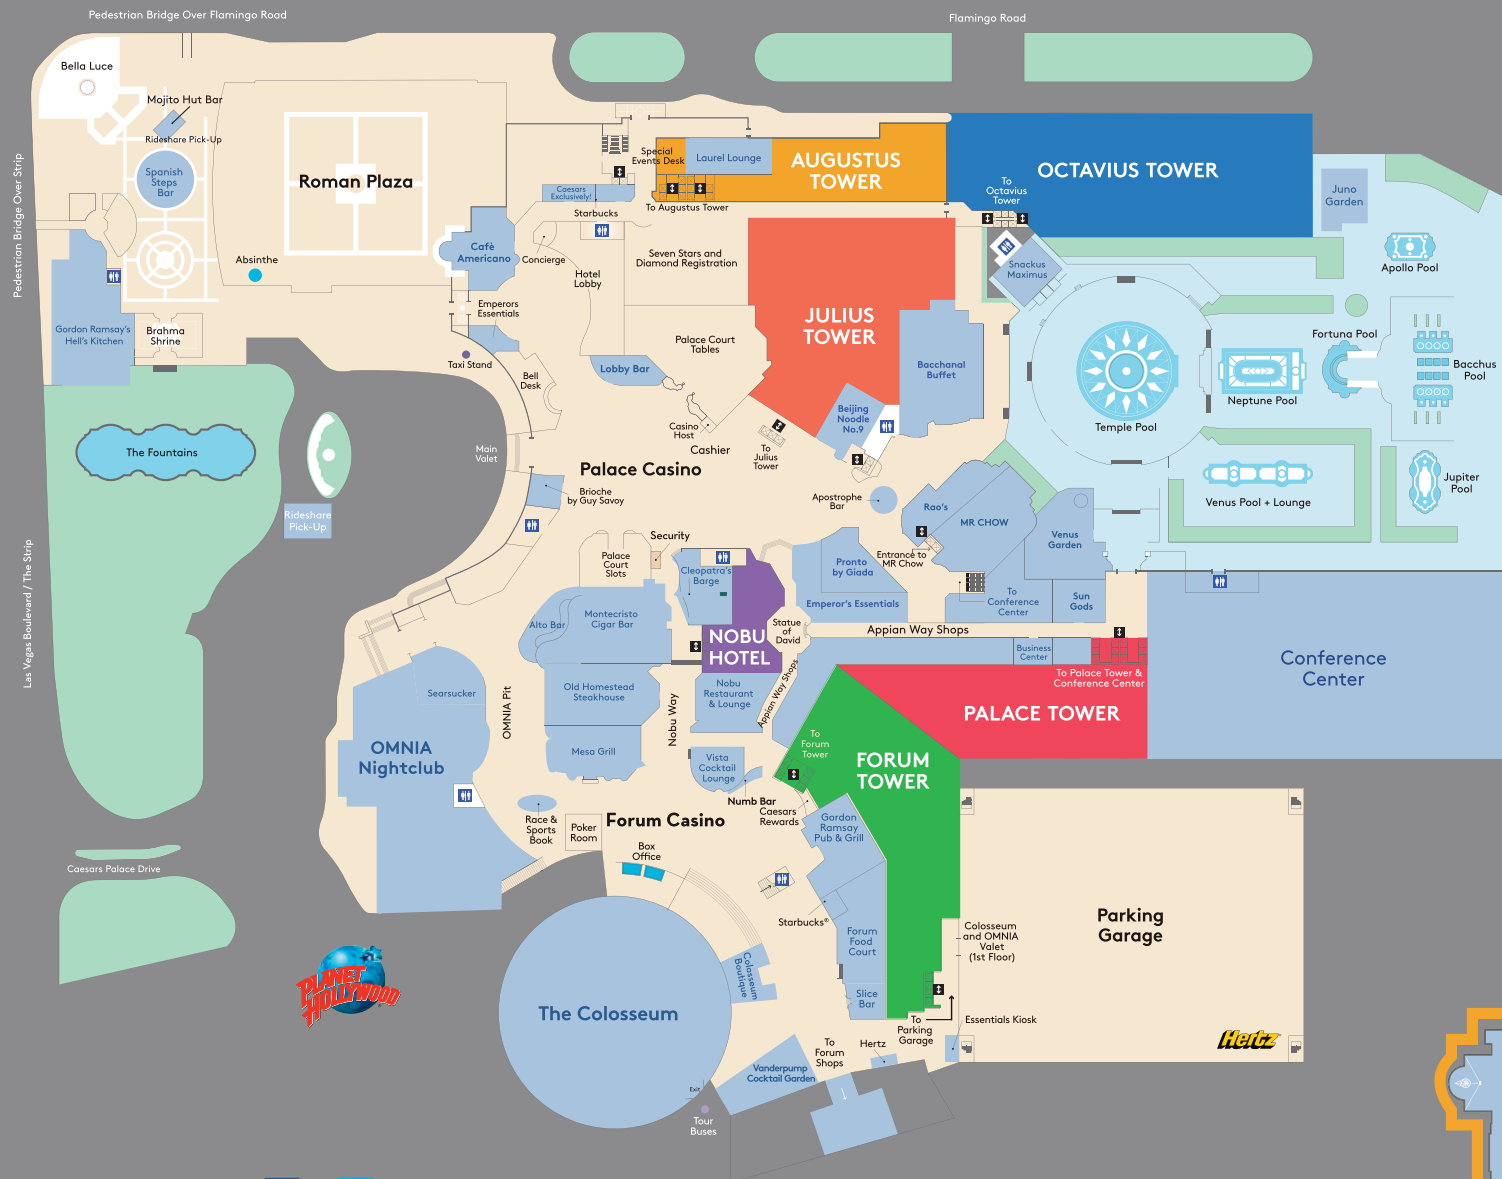 Pedestrian Bridge Over Flamingo Road
Flamingo Road
Bella Luce
Mojito Hut Bar
Rideshare Pick-Up
Spanish
Steps
Bar
Roman Plaza
Absinthe
Gordon Ramsay's
Hell's Kitchen
Brahma
Shrine
Pedestrian Bridge Over Strip
Las Vegas Boulevard / The Strip
The Fountains
Rideshare
Pick-Up
Caesars Palace Drive
Special
Events Desk
Laurel Lounge
AUGUSTUS
TOWER
OCTAVIUS TOWER
Caesars
Exclusively!
Starbucks
To Augustus Tower
To
Octavius
Tower
Juno
Garden
Cafè
Americano
Concierge
Hotel
Lobby
Seven Stars and
Diamond Registration
Snackus
Maximus
Apollo Pool
Emperors
Essentials
Taxi Stand
Bell
Desk
Lobby Bar
Palace Court
Tables
JULIUS
TOWER
Bacchanal
Buffet
Beijing
Noodle
No.9
Fortuna Pool
Bacchus
Pool
Neptune Pool
Temple Pool
Venus Pool + Lounge
Jupiter
Pool
Main
Valet
Casino
Host
Cashier
To
Julius
Tower
Palace Casino
Brioche
by Guy Savoy
Apostrophe
Bar
Rao's
MR CHOW
Entrance to
MR Chow
Venus
Garden
Security
Palace
Court
Slots
Cleopatra's
Barge
Pronto
by Giada
Emperor's Essentials
To
Conference
Center
Sun
Gods
Montecristo
Cigar Bar
Alto Bar
NOBU
HOTEL
Statue
of
David
Appian Way Shops
Business
Center
To Palace Tower &
Conference Center
Conference
Center
PALACE TOWER
Searsucker
OMNIA Pit
Old Homestead
Steakhouse
Nobu Way
Nobu
Restaurant
& Lounge
Appian Way Shops
OMNIA
Nightclub
Mesa Grill
Vista
Cocktail
Lounge
To
Forum
Tower
FORUM
TOWER
Numb Bar
Caesars
Rewards
Race &
Sports
Book
Poker
Room
Forum Casino
Box
Office
Gordon
Ramsay
Pub & Grill
Starbucks®
Forum
Food
Court
Slice
Bar
Colosseum
and OMNIA
Valet
(1st Floor)
Parking
Garage
Colosseum
Boutique
The Colosseum
To
Parking
Garage
Essentials Kiosk
To
Forum
Shops
Hertz
Hertz
Vanderpump
Cocktail Garden
Exit
Tour
Buses
PLANET
HOLLYWOOD